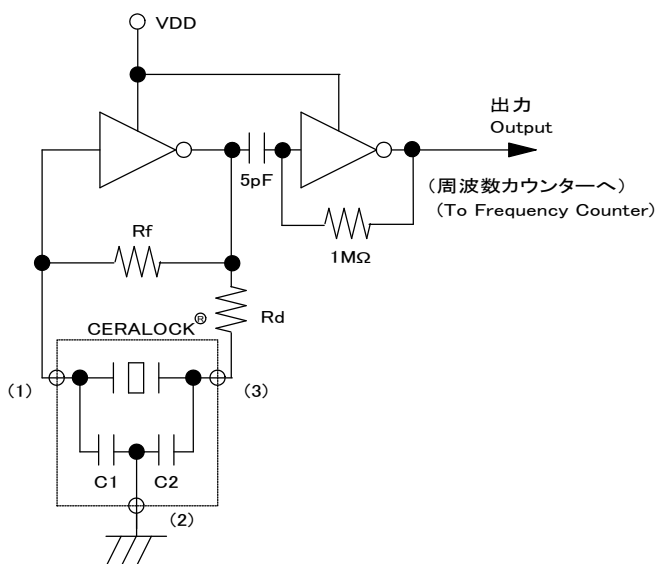 VDD
出力
Output
5pF
(周波数カウンターへ)
(To Frequency Counter)
Rf
1MΩ
Rd
CERALOCK®
(1)
(3)
C1
C2
(2)